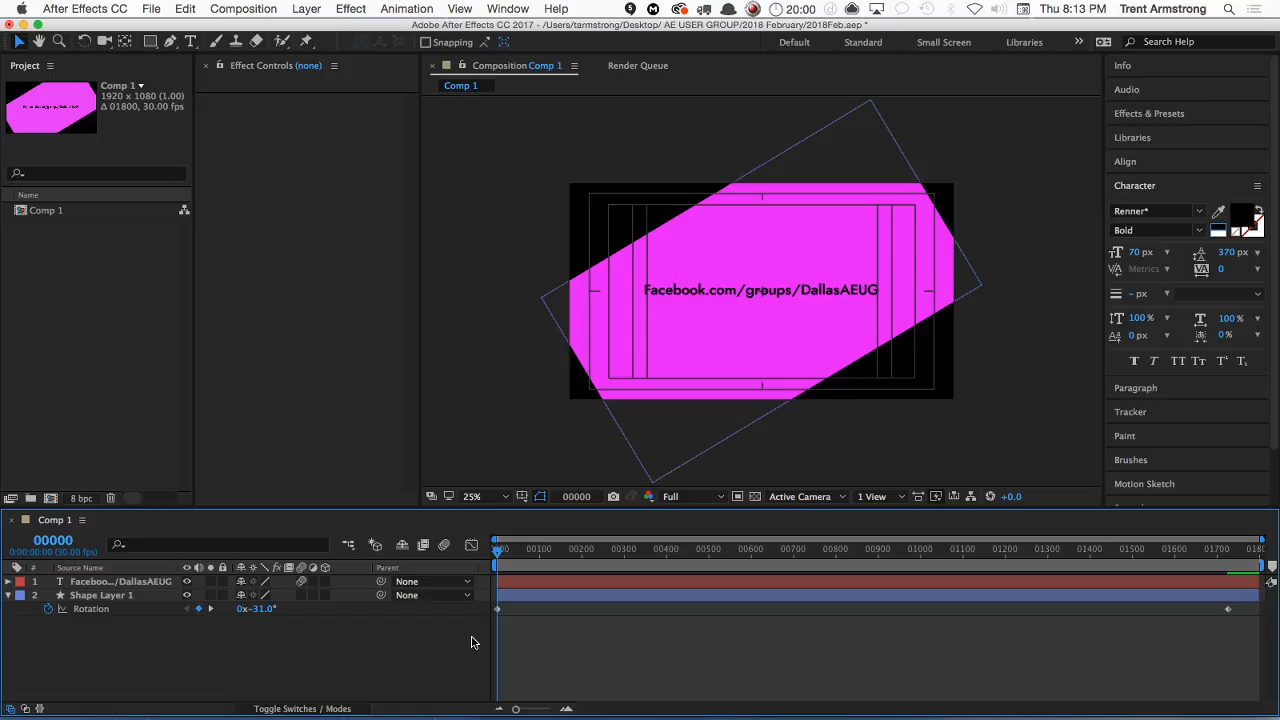 After Effects CC File Edit Composition Layer Effect Animation View Window Help 20:00 Thu 8:13 PM Trent Armstrong
Adobe After Effects CC 2017 - /Users/tarmstrong/Desktop/ AE USER GROUP/2018 February/2018Feb.aep *
Snapping Default Standard Small Screen Libraries Search Help
Project
Effect Controls (none)
Composition Comp 1
Render Queue
Comp 1
1920 x 1080 (1.00)
Δ 01800, 30.00 fps
Name
Comp 1
8 bpc
Comp 1
Facebook.com/groups/DallasAEUG
25% 00000 Full Active Camera 1 View +0.0
Info
Audio
Effects & Presets
Libraries
Align
Character
Renner*
Bold
70 px 370 px
Metrics 0
- px
100 % 100 %
0 px 0 %
T T TT Tr T¹ T₁
Paragraph
Tracker
Paint
Brushes
Motion Sketch
Comp 1
00000
0:00:00:00 (30.00 fps)
00100 00200 00300 00400 00500 00600 00700 00800 00900 01000 01100 01200 01300 01400 01500 01600 01700 0180
# Source Name Parent
1 T Faceboo.../DallasAEUG None
2 Shape Layer 1 None
Rotation 0x-31.0°
Toggle Switches / Modes